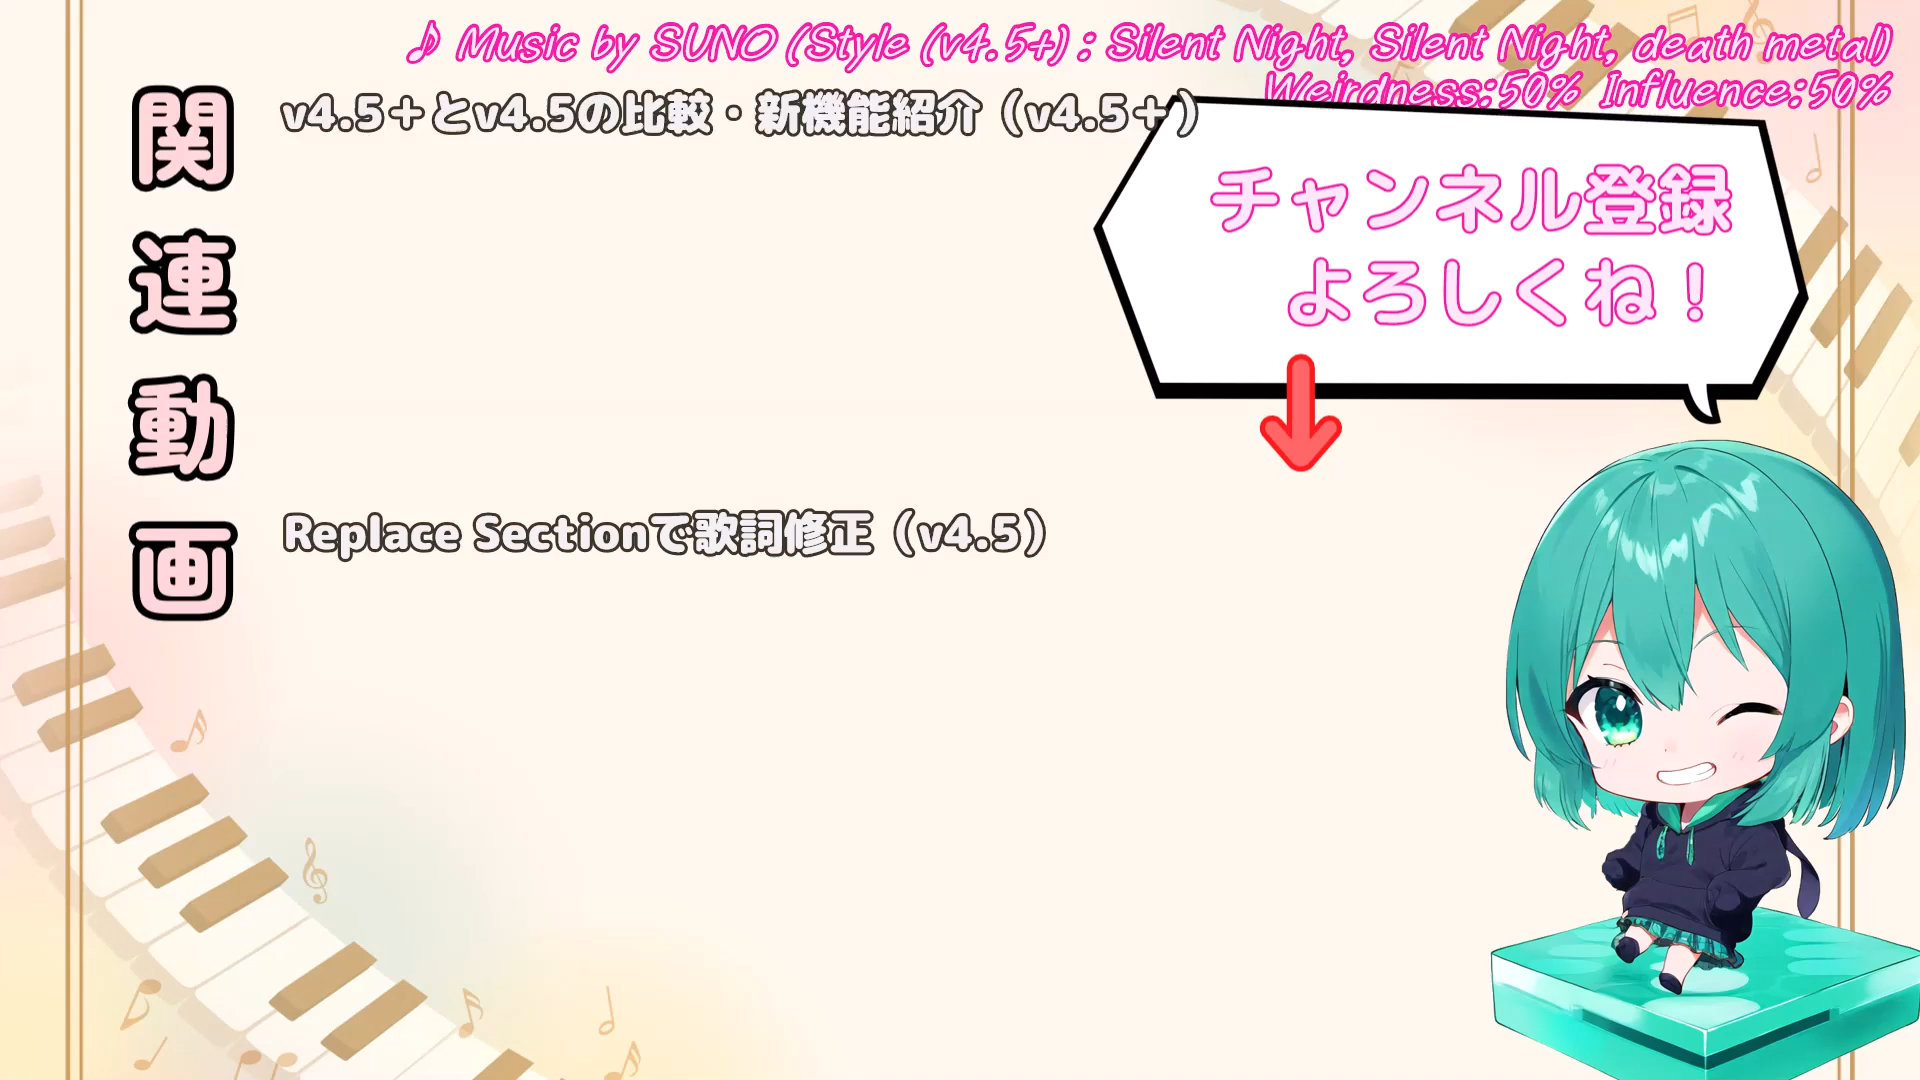 ♪ Music by SUNO (Style (v4.5+) : Silent Night, Silent Night, death metal)
Weirdness:50% Influence:50%
関連動画
v4.5+とv4.5の比較・新機能紹介（v4.5+）
チャンネル登録
よろしくね！
Replace Sectionで歌詞修正（v4.5）